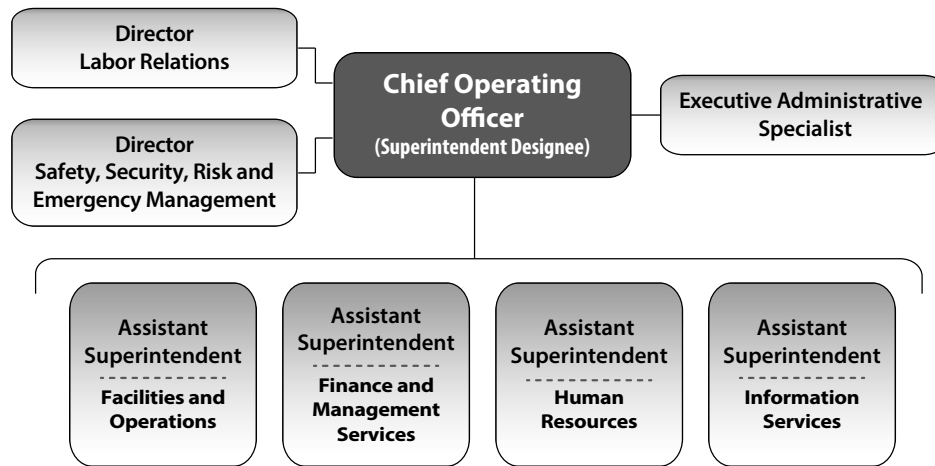 Director
Labor Relations
Chief Operating
Officer
(Superintendent Designee)
Executive Administrative
Specialist
Director
Safety, Security, Risk and
Emergency Management
Assistant
Superintendent
Facilities and
Operations
Assistant
Superintendent
Finance and
Management
Services
Assistant
Superintendent
Human
Resources
Assistant
Superintendent
Information
Services